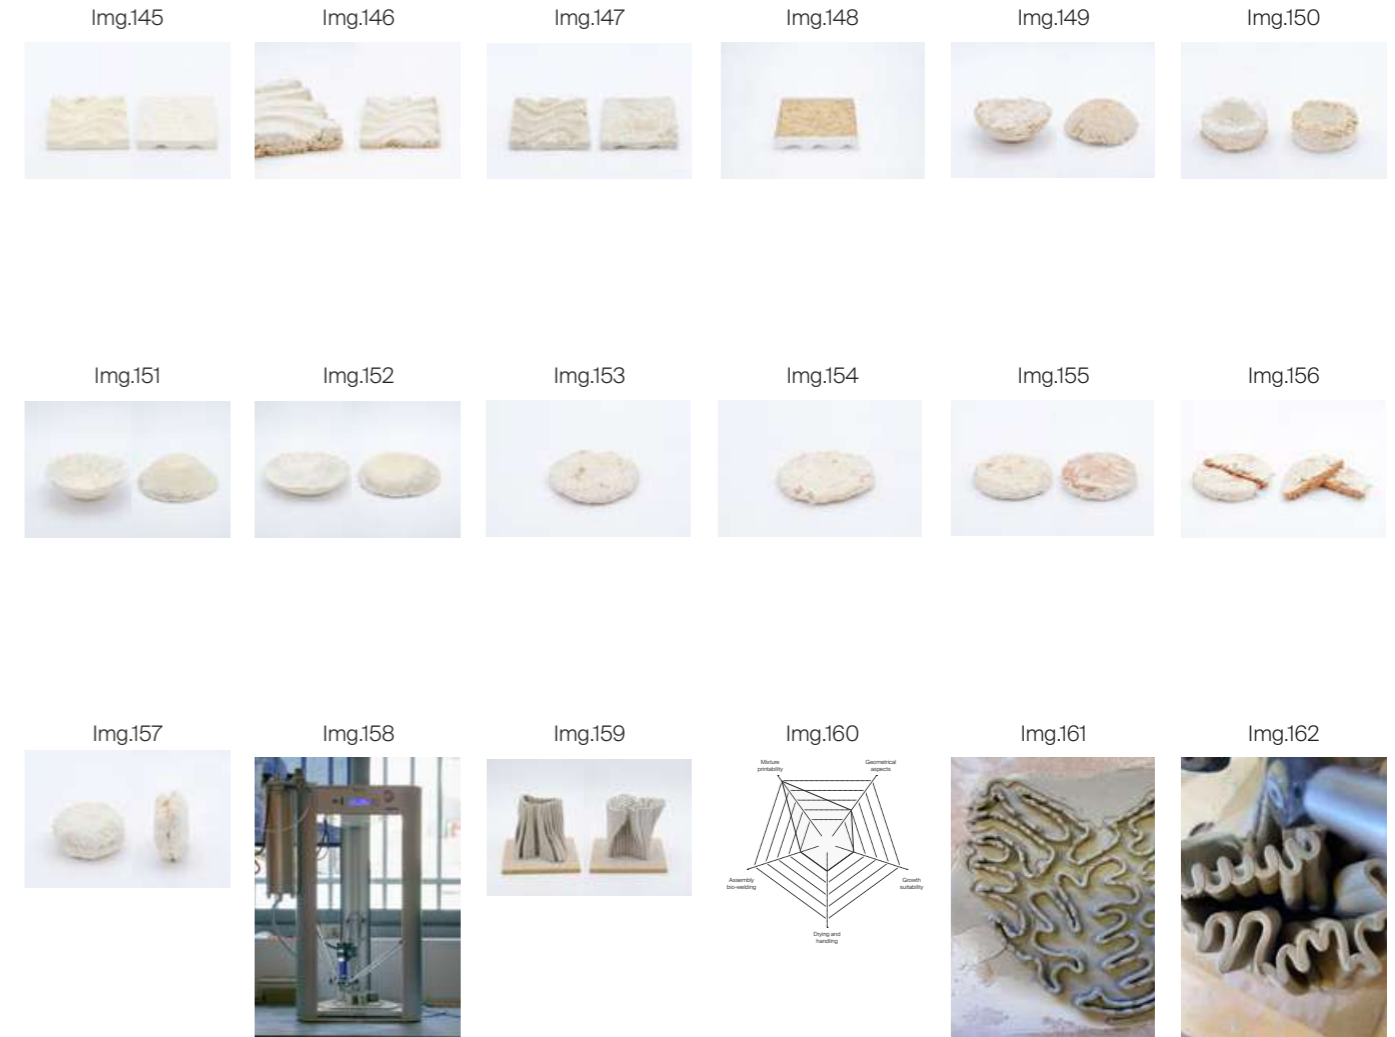 Img.145
Img.146
Img.147
Img.148
Img.149
Img.150
Img.151
Img.152
Img.153
Img.154
Img.155
Img.156
Img.157
Img.158
Img.159
Img.160
Img.161
Img.162
Mixture
printability
Geometrical
aspects
Assembly
bio-welding
Growth
suitability
Drying and
handling